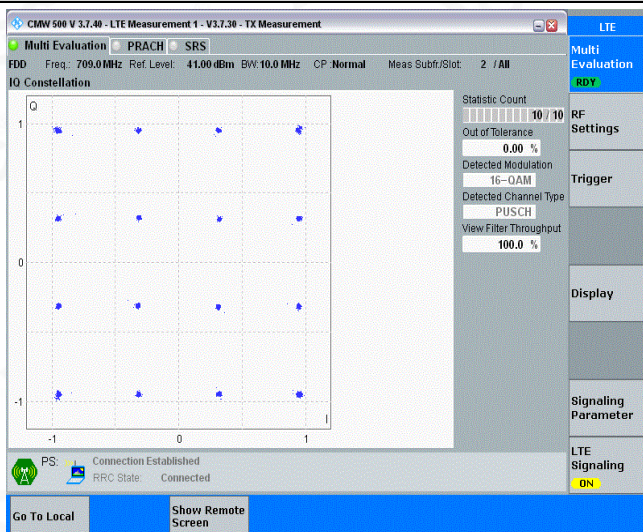 CMW 500 V 3.7.40 - LTE Measurement 1 - V3.7.30 - TX Measurement
LTE
Multi Evaluation PRACH SRS
Multi
Evaluation
RDY
FDD Freq.: 709.0 MHz Ref. Level: 41.00 dBm BW: 10.0 MHz CP :Normal Meas Subfr./Slot: 2 / All
IQ Constellation
Q
1
0
-1
-1 0 1
I
Statistic Count
10 / 10
Out of Tolerance
0.00 %
Detected Modulation
16-QAM
Detected Channel Type
PUSCH
View Filter Throughput
100.0 %
RF
Settings
Trigger
Display
Signaling
Parameter
LTE
Signaling
ON
PS: Connection Established
RRC State: Connected
Go To Local
Show Remote
Screen